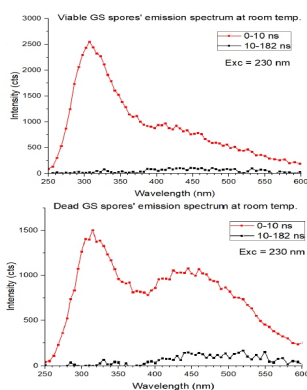 Viable GS spores' emission spectrum at room temp.
3000
2500
2000
1500
1000
500
0
Intensity (cts)
0-10 ns
10-182 ns
Exc = 230 nm
250 300 350 400 450 500 550 600
Wavelength (nm)
Dead GS spores' emission spectrum at room temp.
1500
1000
500
0
Intensity (cts)
0-10 ns
10-182 ns
Exc = 230 nm
250 300 350 400 450 500 550 600
Wavelength (nm)